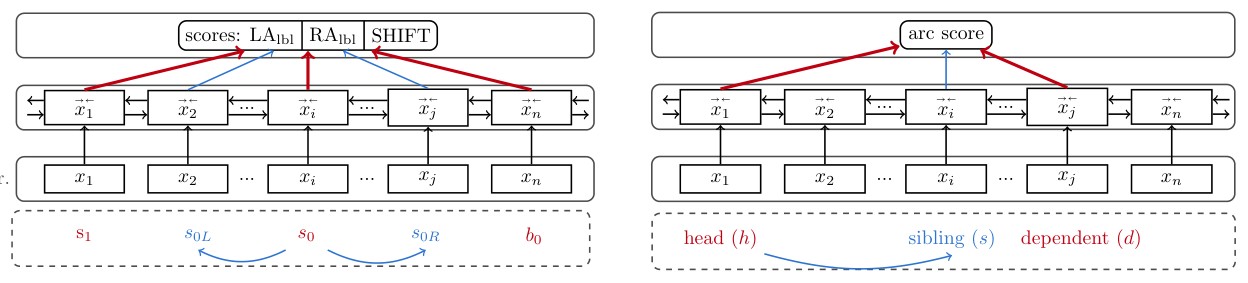 scores: LA_lbl RA_lbl SHIFT
x_1 x_2 ... x_i ... x_j x_n
r. x_1 x_2 ... x_i ... x_j x_n
s_1 s_0L s_0 s_0R b_0
arc score
x_1 x_2 ... x_i ... x_j x_n
x_1 x_2 ... x_i ... x_j x_n
head (h) sibling (s) dependent (d)